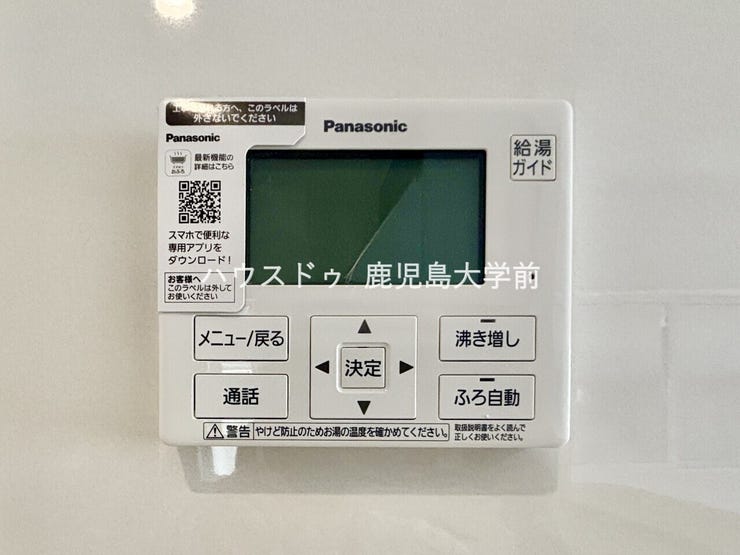 外さないでください
Panasonic
Panasonic
給湯
ガイド
最新機能の
詳細はこちら
スマホで便利な
専用アプリを
ダウンロード！
お客様へ
このラベルは外して
お使いください
ハウスドゥ 鹿児島大学前
メニュー/戻る
沸き増し
決定
通話
ふろ自動
警告 やけど防止のためお湯の温度を確かめてください。
取扱説明書をよく読んで
正しくお使いください。